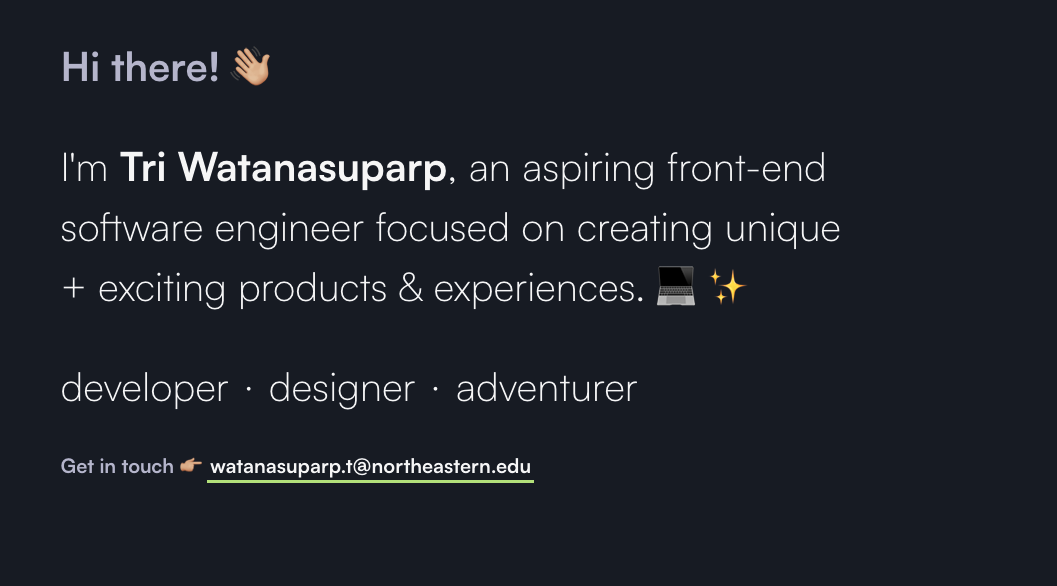 Hi there! 👋🏼
I'm Tri Watanasuparp, an aspiring front-end
software engineer focused on creating unique
+ exciting products & experiences. 💻 ✨
developer · designer · adventurer
Get in touch 👉🏼 watanasuparp.t@northeastern.edu